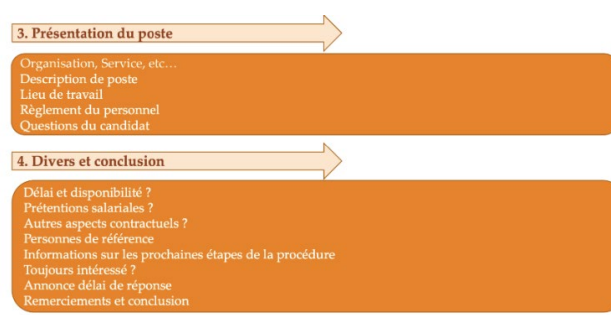 3. Présentation du poste
Organisation, Service, etc…
Description de poste
Lieu de travail
Règlement du personnel
Questions du candidat
4. Divers et conclusion
Délai et disponibilité ?
Prétentions salariales ?
Autres aspects contractuels ?
Personnes de référence
Informations sur les prochaines étapes de la procédure
Toujours intéressé ?
Annonce délai de réponse
Remerciements et conclusion